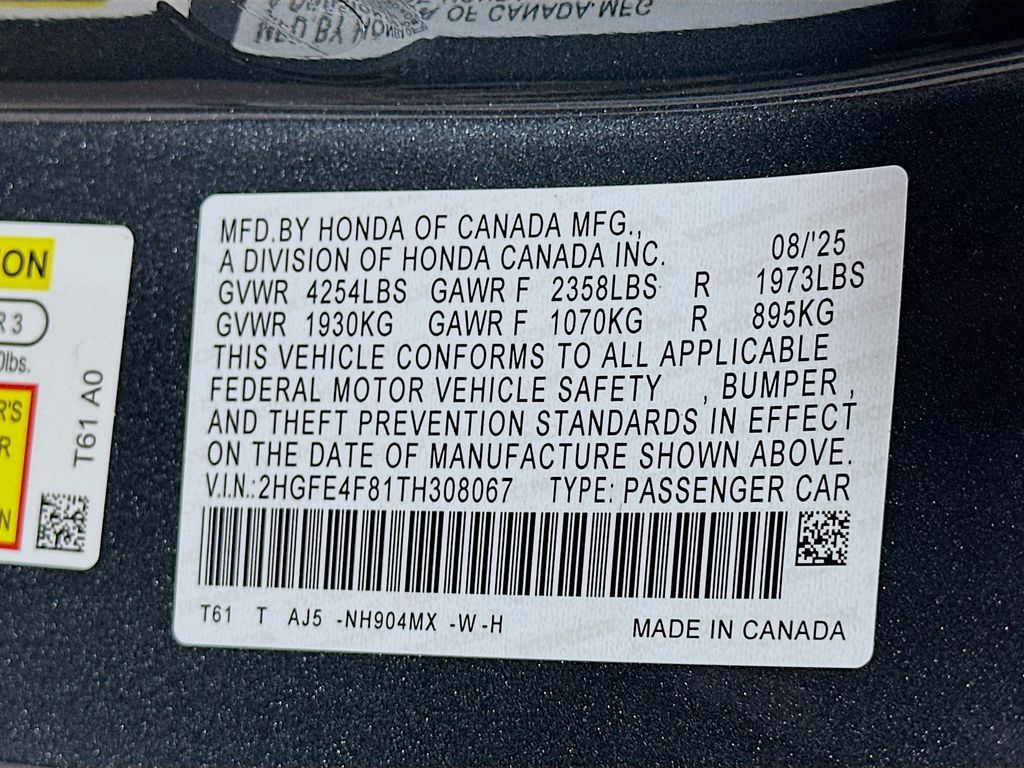 MFD.BY HONDA OF CANADA MFG.,
A DIVISION OF HONDA CANADA INC. 08/'25
GVWR 4254LBS GAWR F 2358LBS R 1973LBS
GVWR 1930KG GAWR F 1070KG R 895KG
THIS VEHICLE CONFORMS TO ALL APPLICABLE
FEDERAL MOTOR VEHICLE SAFETY , BUMPER ,
AND THEFT PREVENTION STANDARDS IN EFFECT
ON THE DATE OF MANUFACTURE SHOWN ABOVE.
V.I.N.:2HGFE4F81TH308067 TYPE: PASSENGER CAR
T61 T AJ5 -NH904MX -W-H MADE IN CANADA
T61 A0
MFD.BY HONDA
OF CANADA MFG